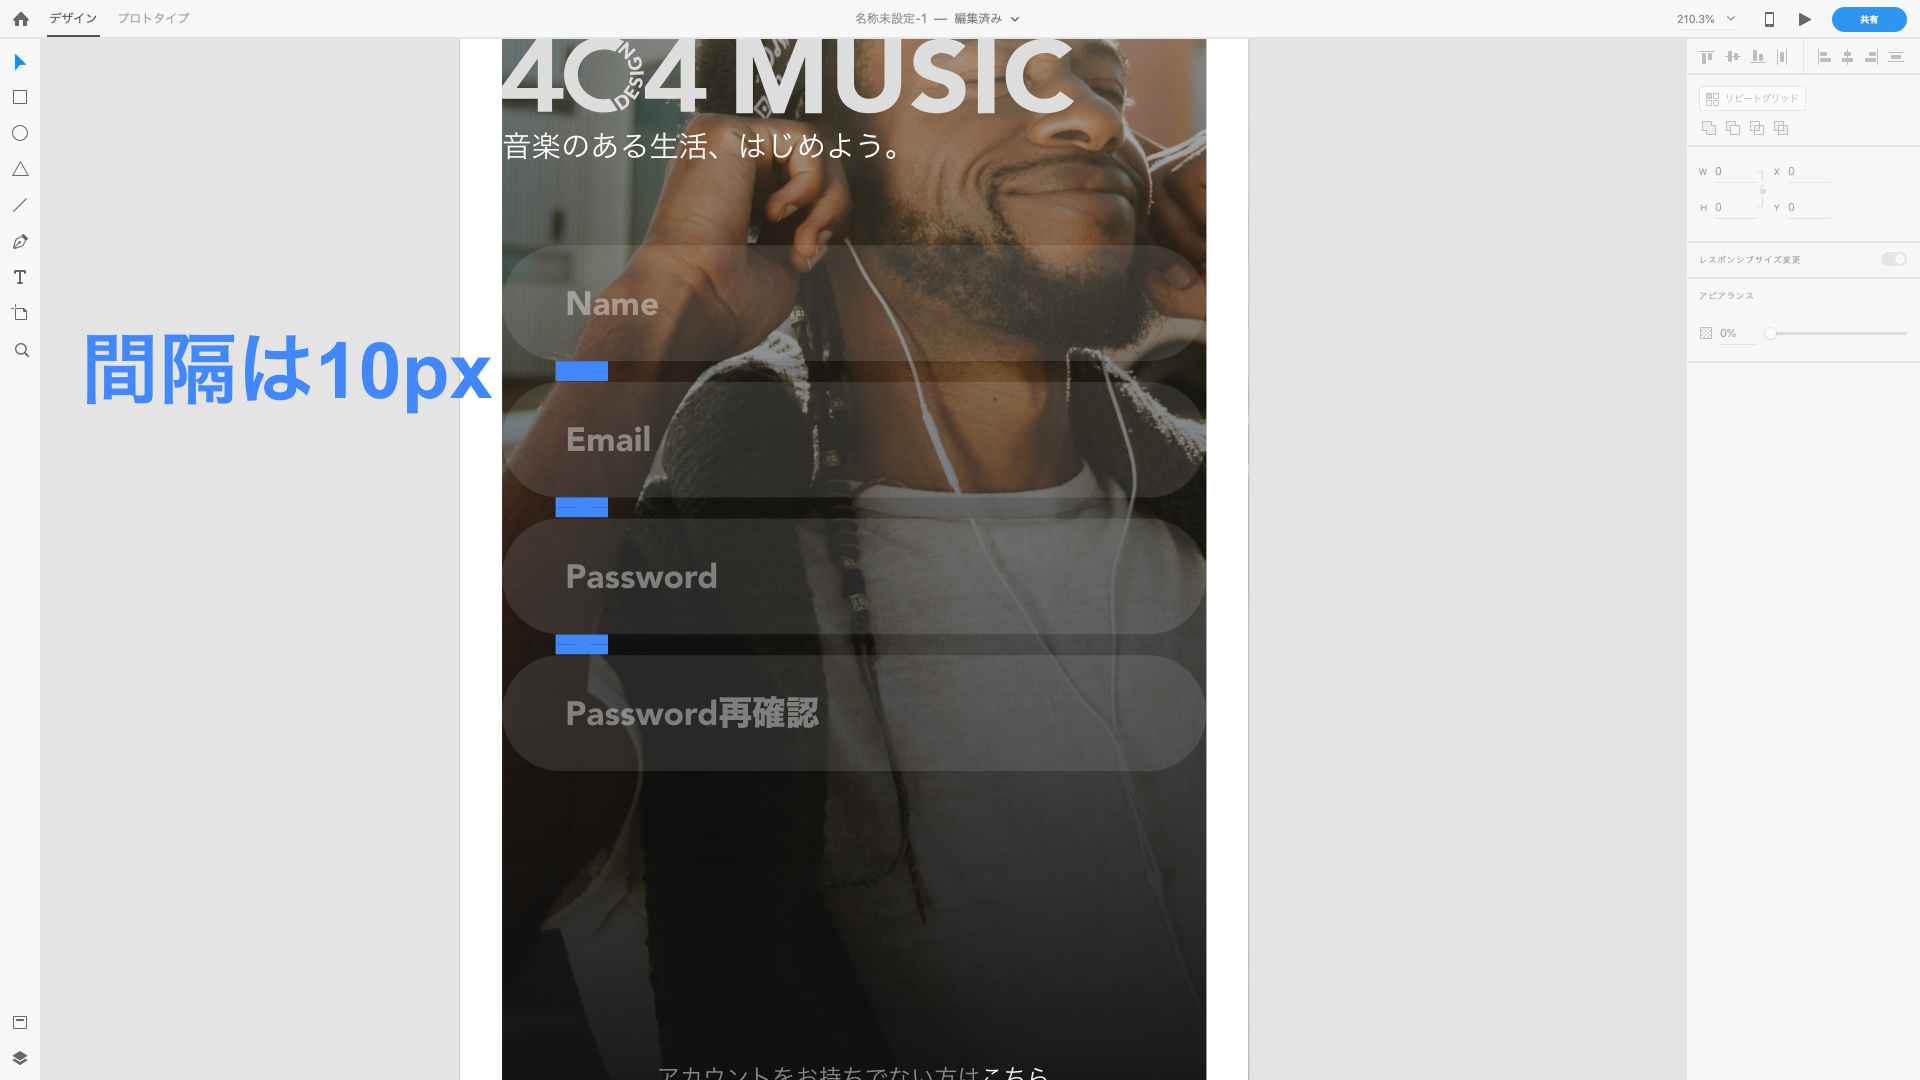 デザイン プロトタイプ 名称未設定-1 — 編集済み 210.3% 共有
4C4 MUSIC
DESIGN
音楽のある生活、はじめよう。
リピートグリッド
W 0 X 0
H 0 Y 0
レスポンシブサイズ変更
アピアランス
0%
Name
間隔は10px
Email
Password
Password再確認
アカウントをお持ちでない方はこちら